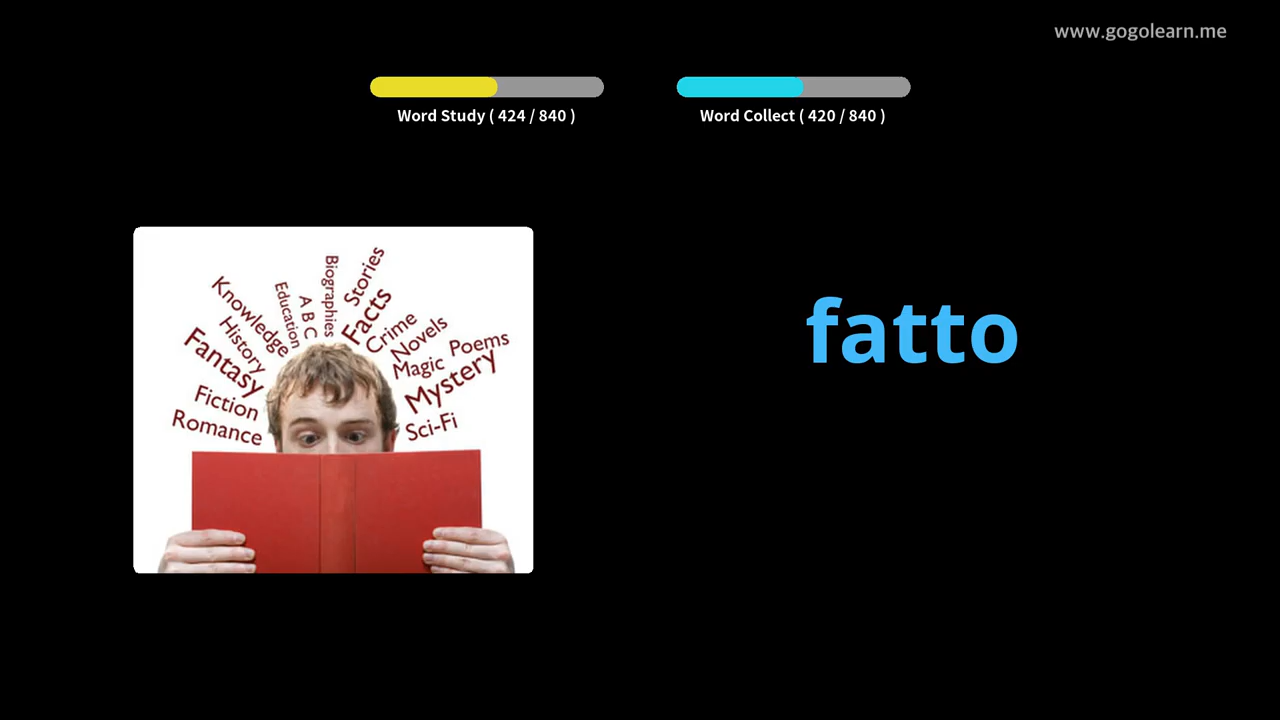 www.gogolearn.me
Word Study ( 424 / 840 )
Word Collect ( 420 / 840 )
Biographies
Stories
Facts
A B C
Education
Knowledge
History
Fantasy
Fiction
Romance
Crime
Novels
Magic
Poems
Mystery
Sci-Fi
fatto